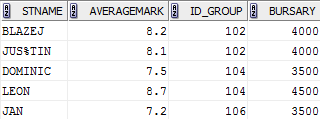 STNAME AVERAGEMARK ID_GROUP BURSARY
BLAZEJ 8.2 102 4000
JUS%TIN 8.1 102 4000
DOMINIC 7.5 104 3500
LEON 8.7 104 4500
JAN 7.2 106 3500